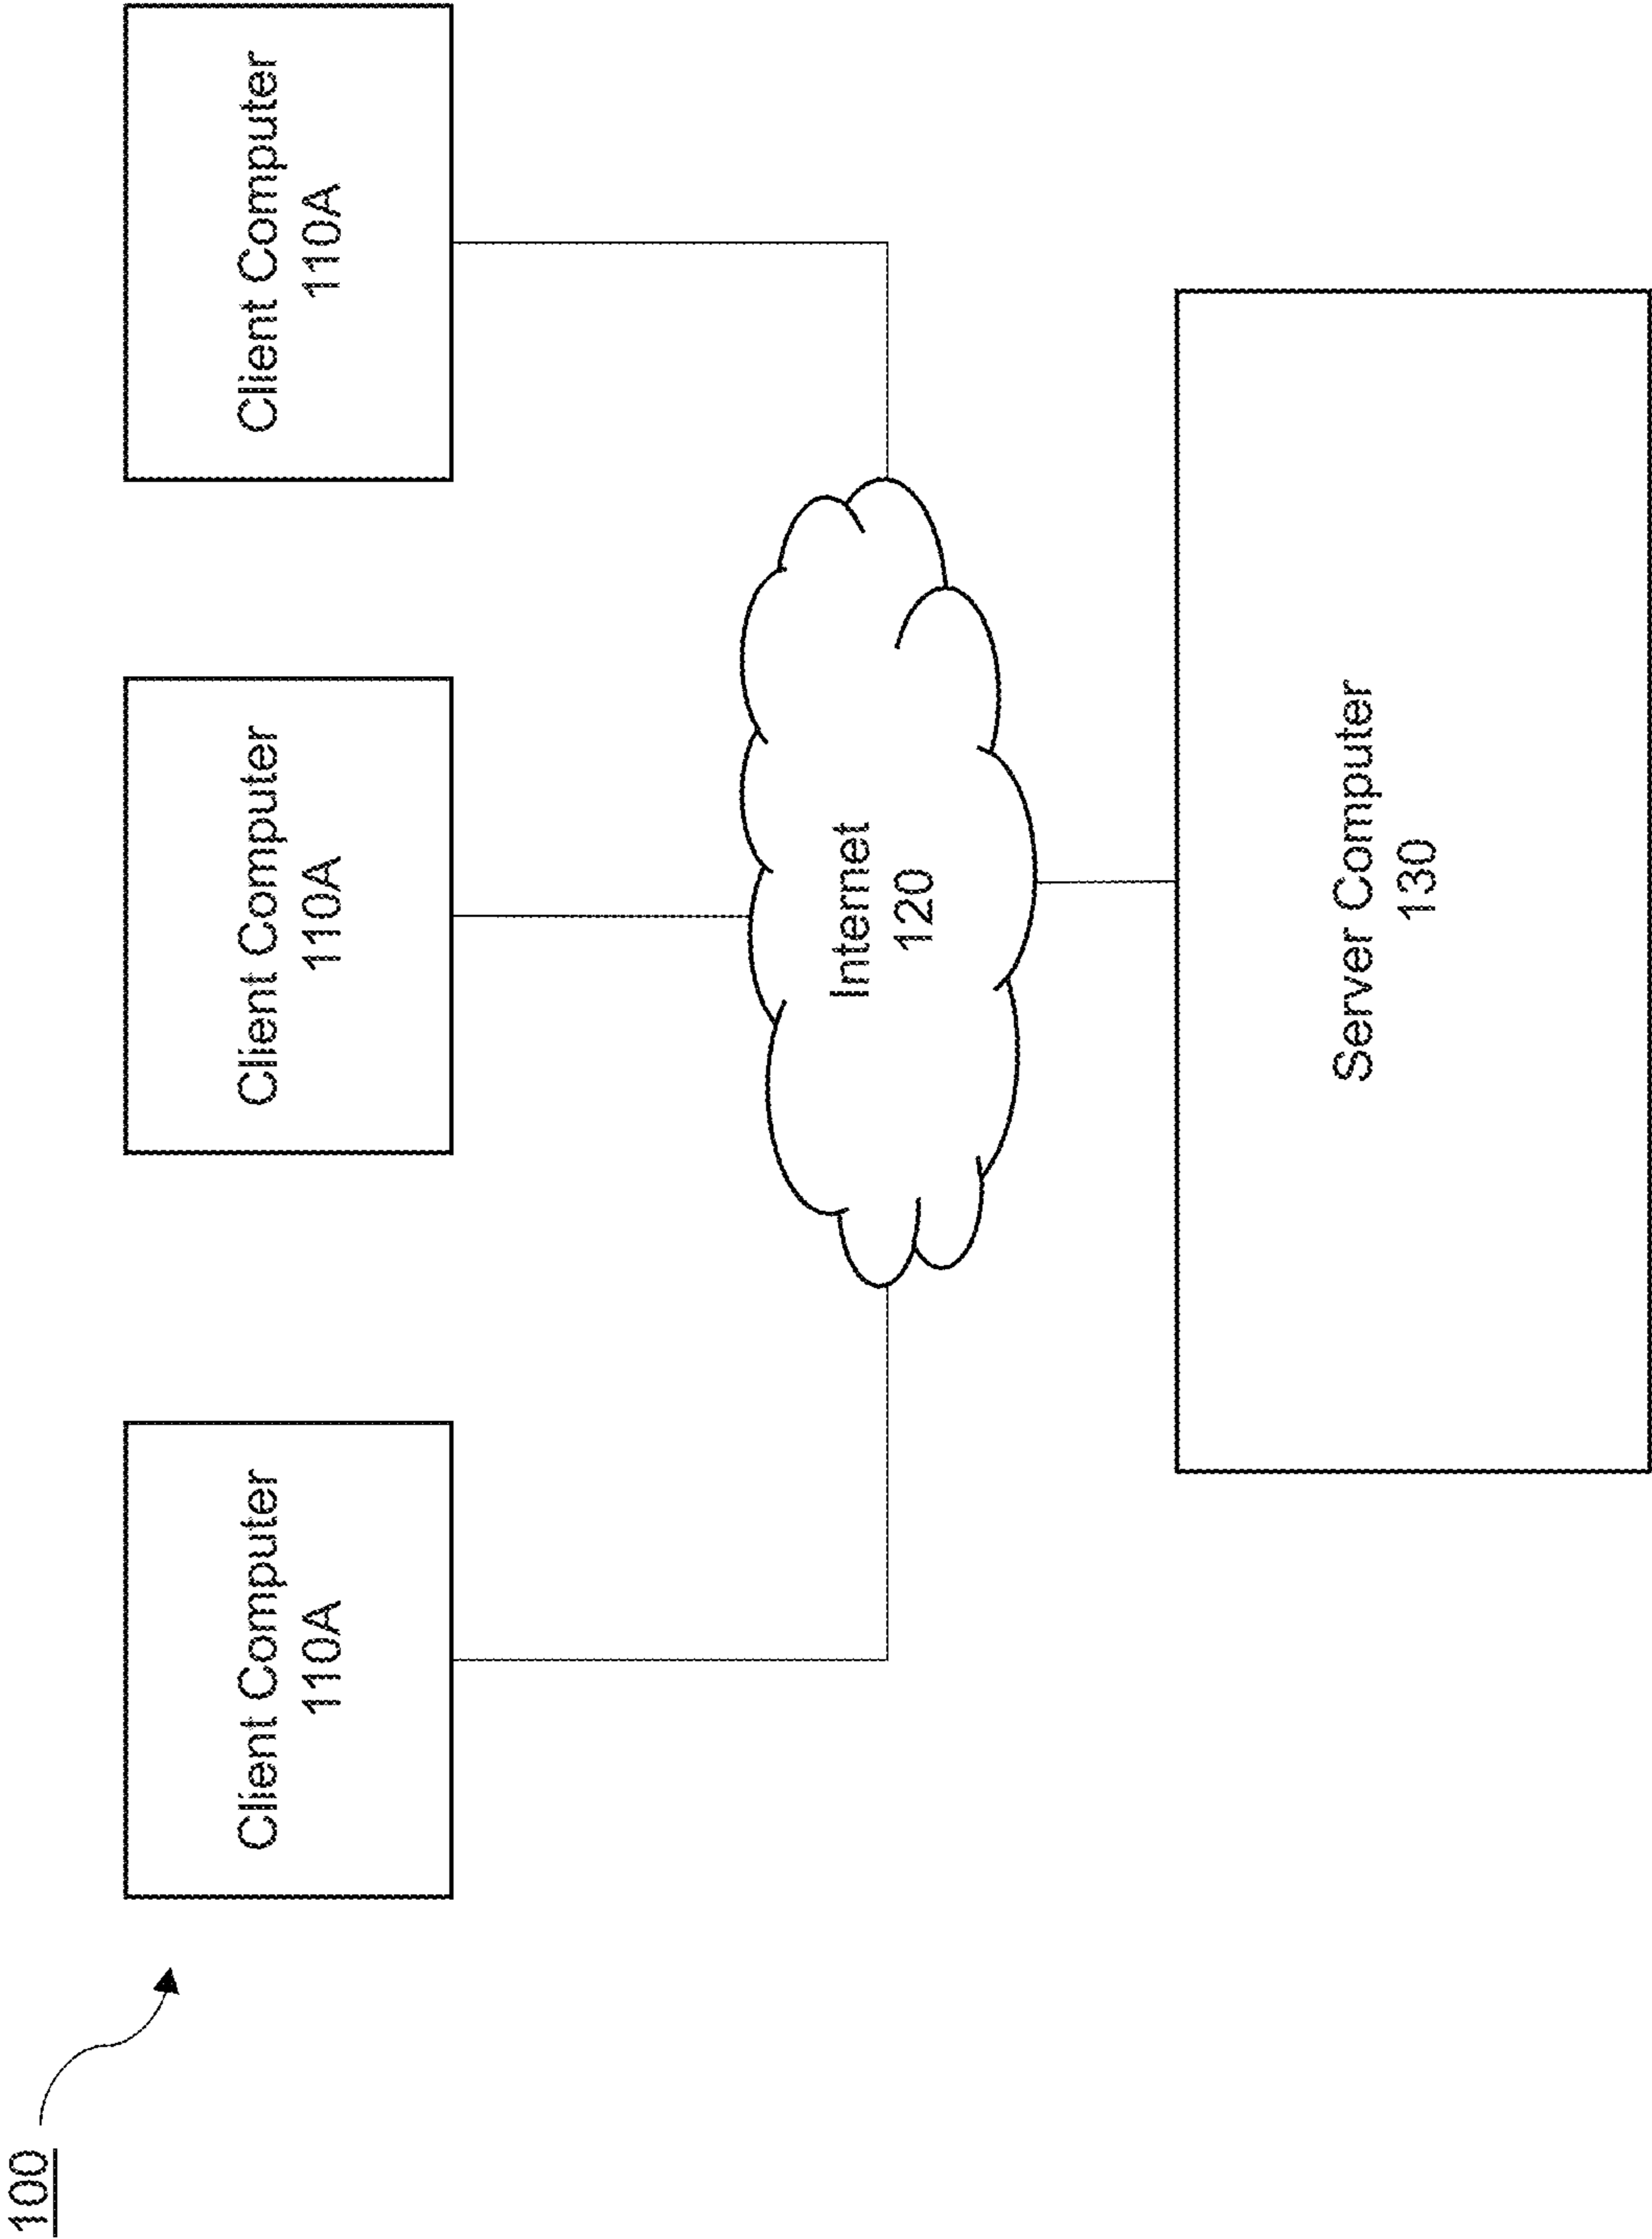 100
Client Computer
110A
Client Computer
110A
Client Computer
110A
Internet
120
Server Computer
130